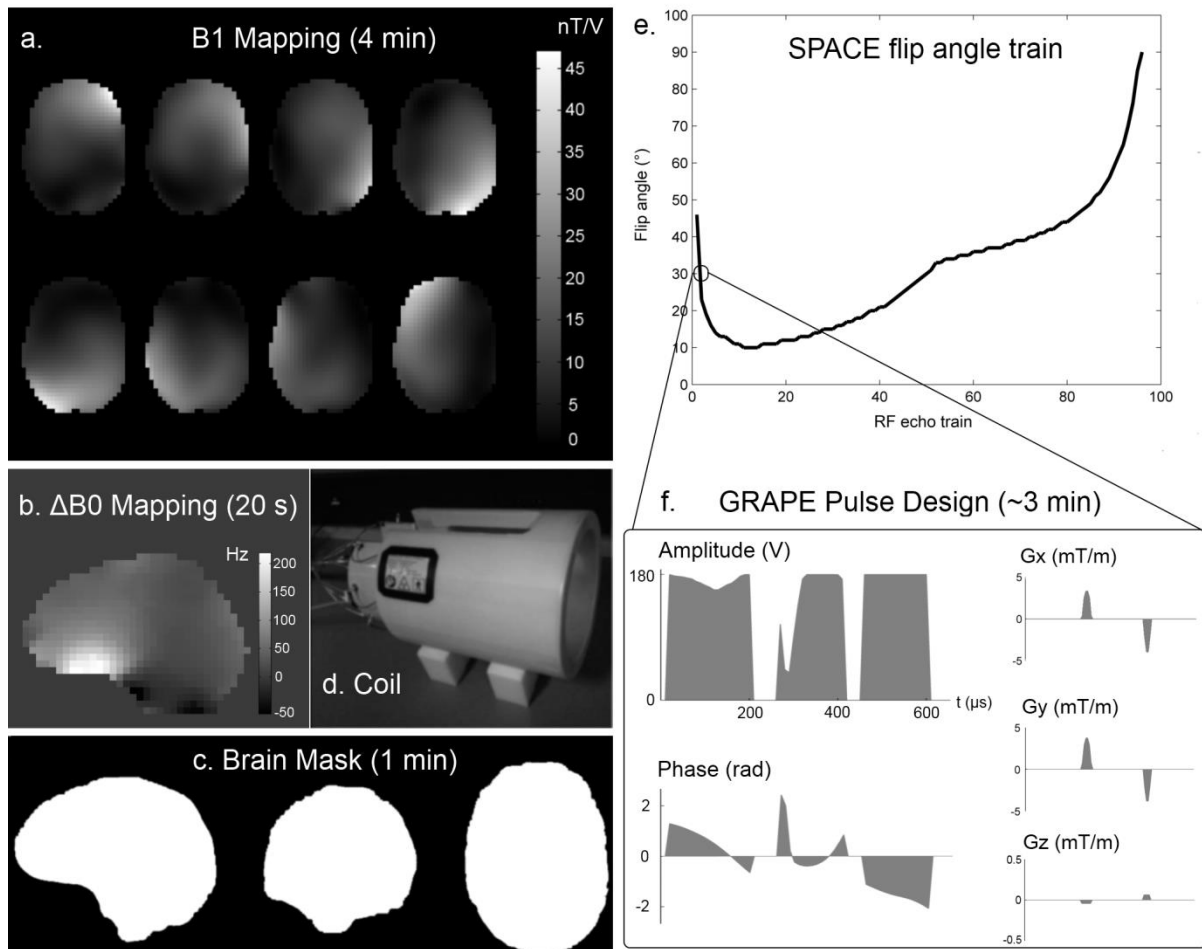 a.
B1 Mapping (4 min)
nT/V
45
40
35
30
25
20
15
10
5
0
b. ΔB0 Mapping (20 s)
Hz
200
150
100
50
0
-50
d. Coil
c. Brain Mask (1 min)
e.
SPACE flip angle train
100
90
80
70
60
50
40
30
20
10
0
Flip angle (°)
0 20 40 60 80 100
RF echo train
f. GRAPE Pulse Design (~3 min)
Amplitude (V)
180
0
200 400 600 t (µs)
Phase (rad)
2
0
-2
Gx (mT/m)
5
0
-5
Gy (mT/m)
5
0
-5
Gz (mT/m)
0.5
0
-0.5